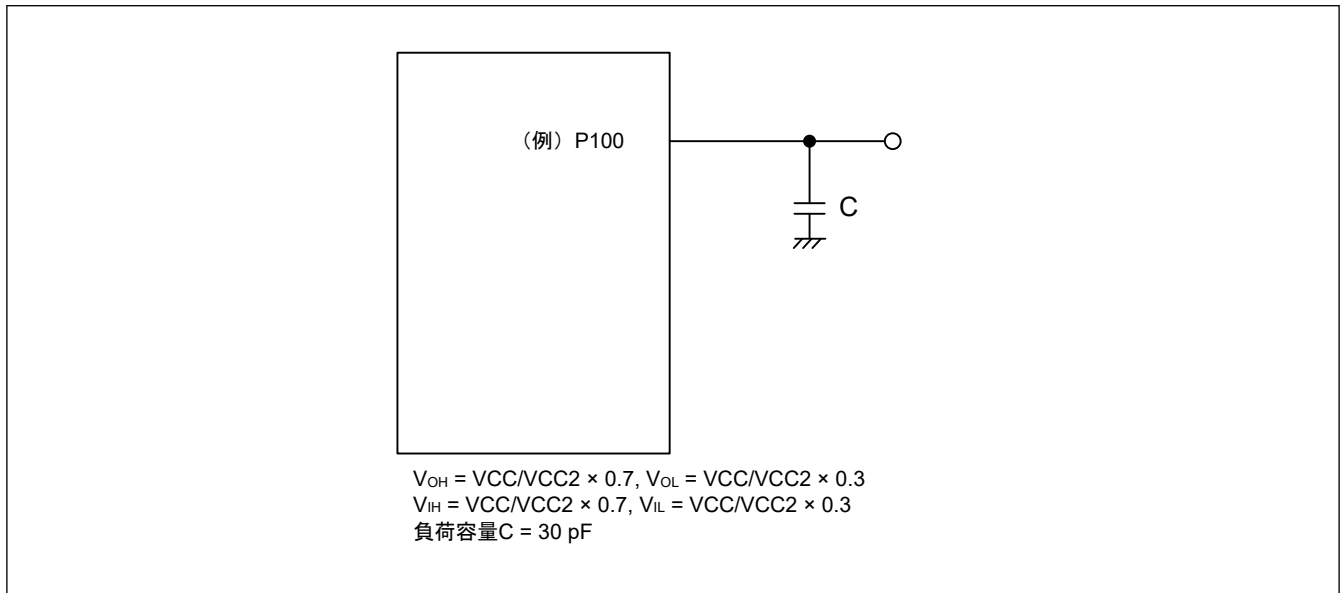 （例）P100
C
VOH = VCC/VCC2 × 0.7, VOL = VCC/VCC2 × 0.3
VIH = VCC/VCC2 × 0.7, VIL = VCC/VCC2 × 0.3
負荷容量C = 30 pF